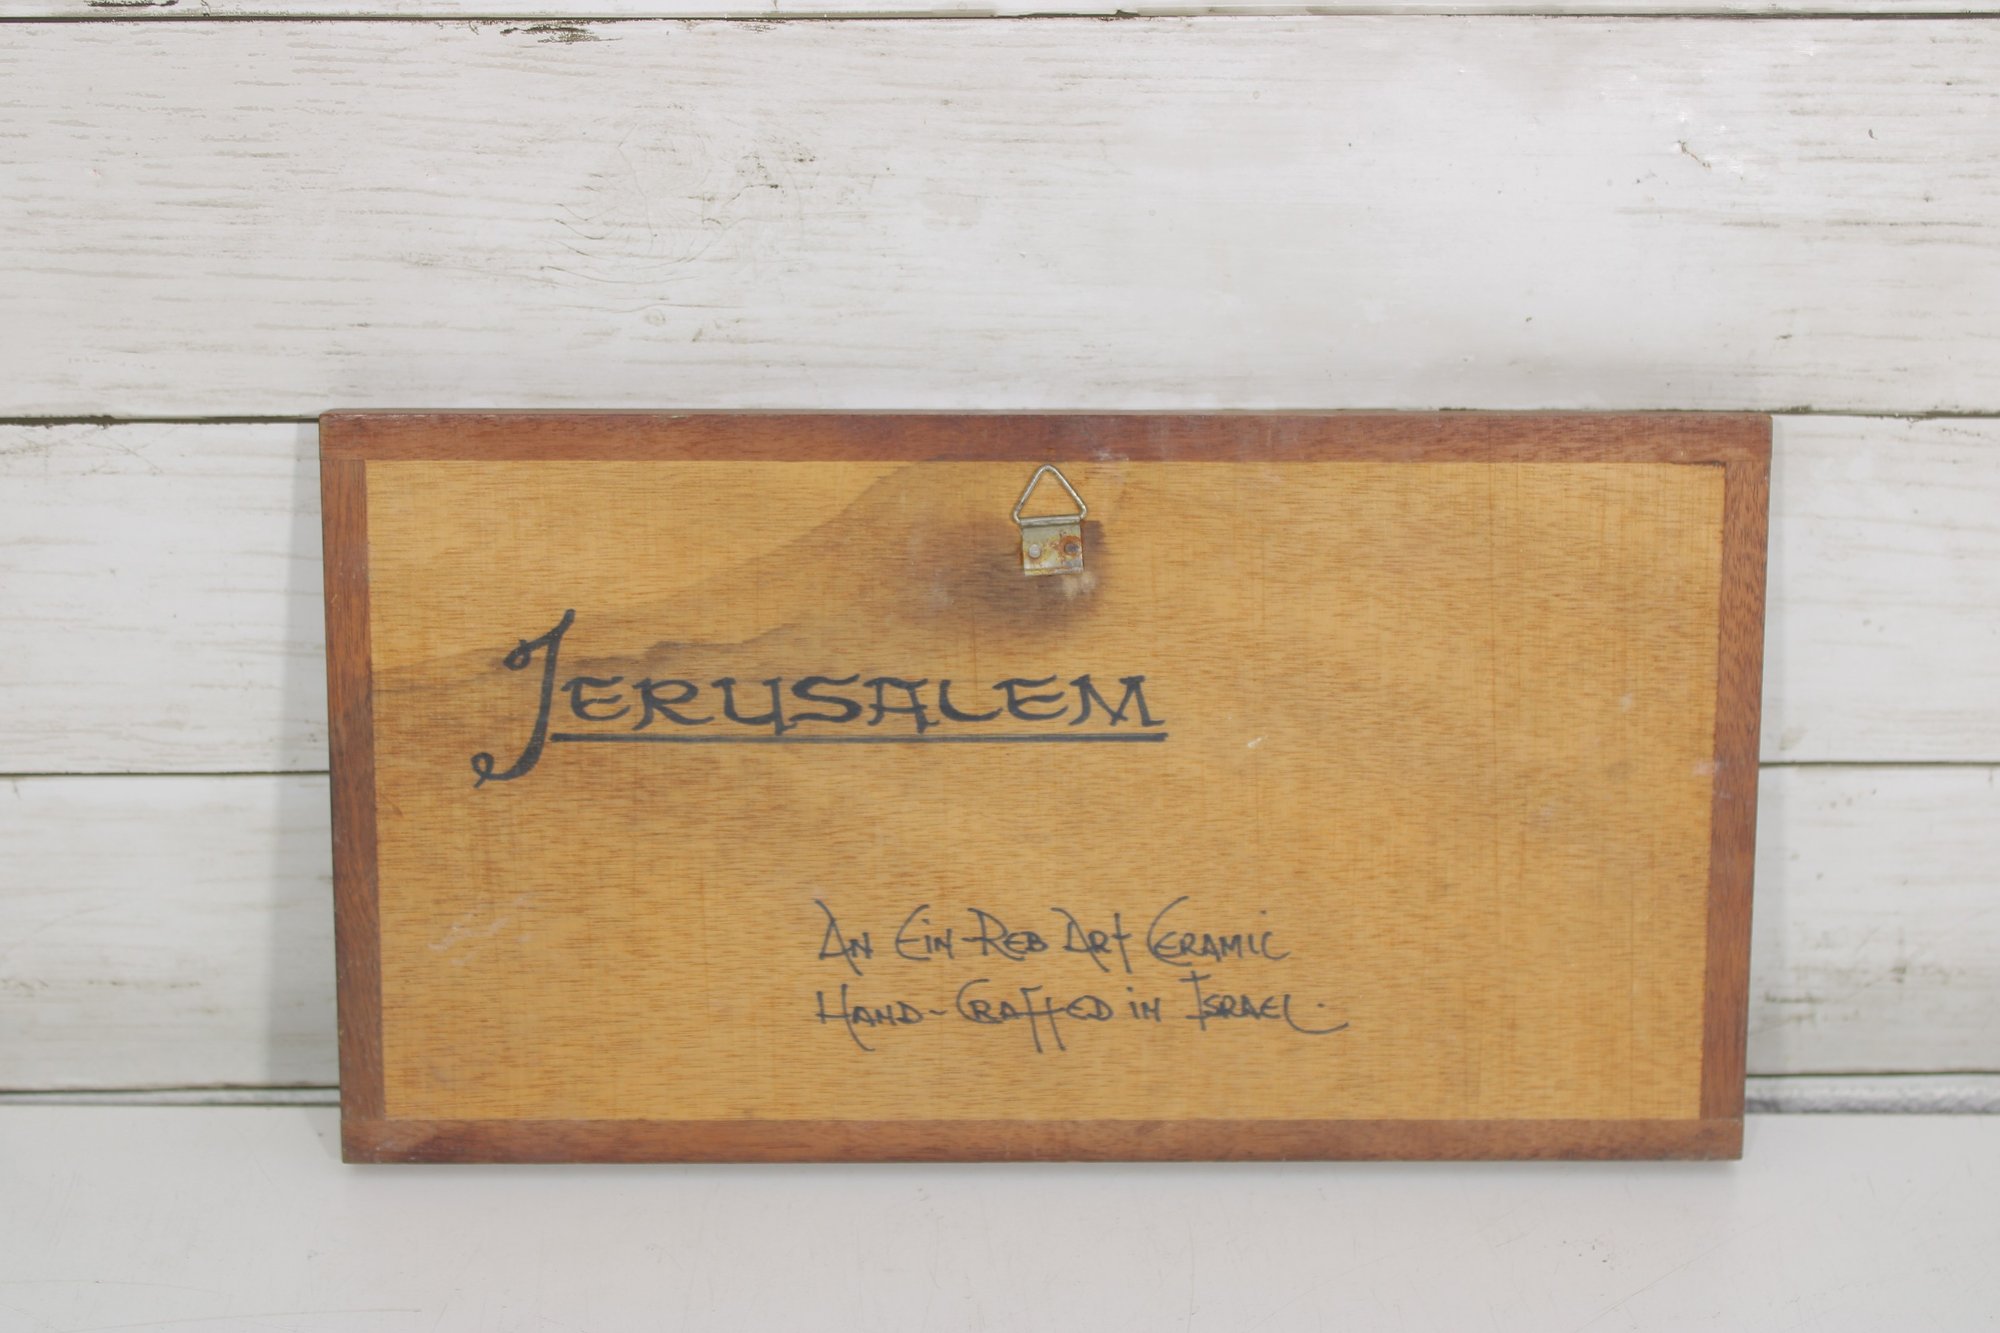 JERUSALEM
AN EIN-REB ART CERAMIC
HAND-CRAFTED IN ISRAEL.